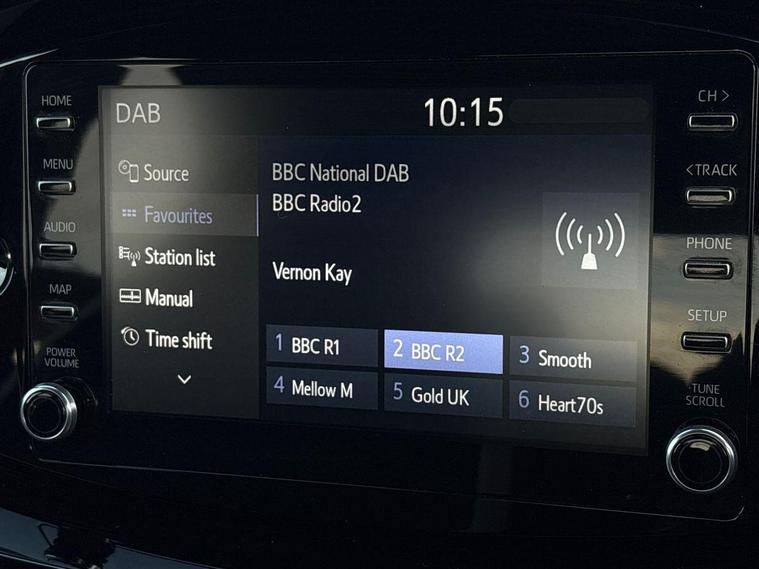 HOME
MENU
AUDIO
MAP
POWER
VOLUME
DAB
10:15
Source
Favourites
Station list
Manual
Time shift
BBC National DAB
BBC Radio2
Vernon Kay
1 BBC R1
2 BBC R2
3 Smooth
4 Mellow M
5 Gold UK
6 Heart70s
CH >
< TRACK
PHONE
SETUP
TUNE
SCROLL